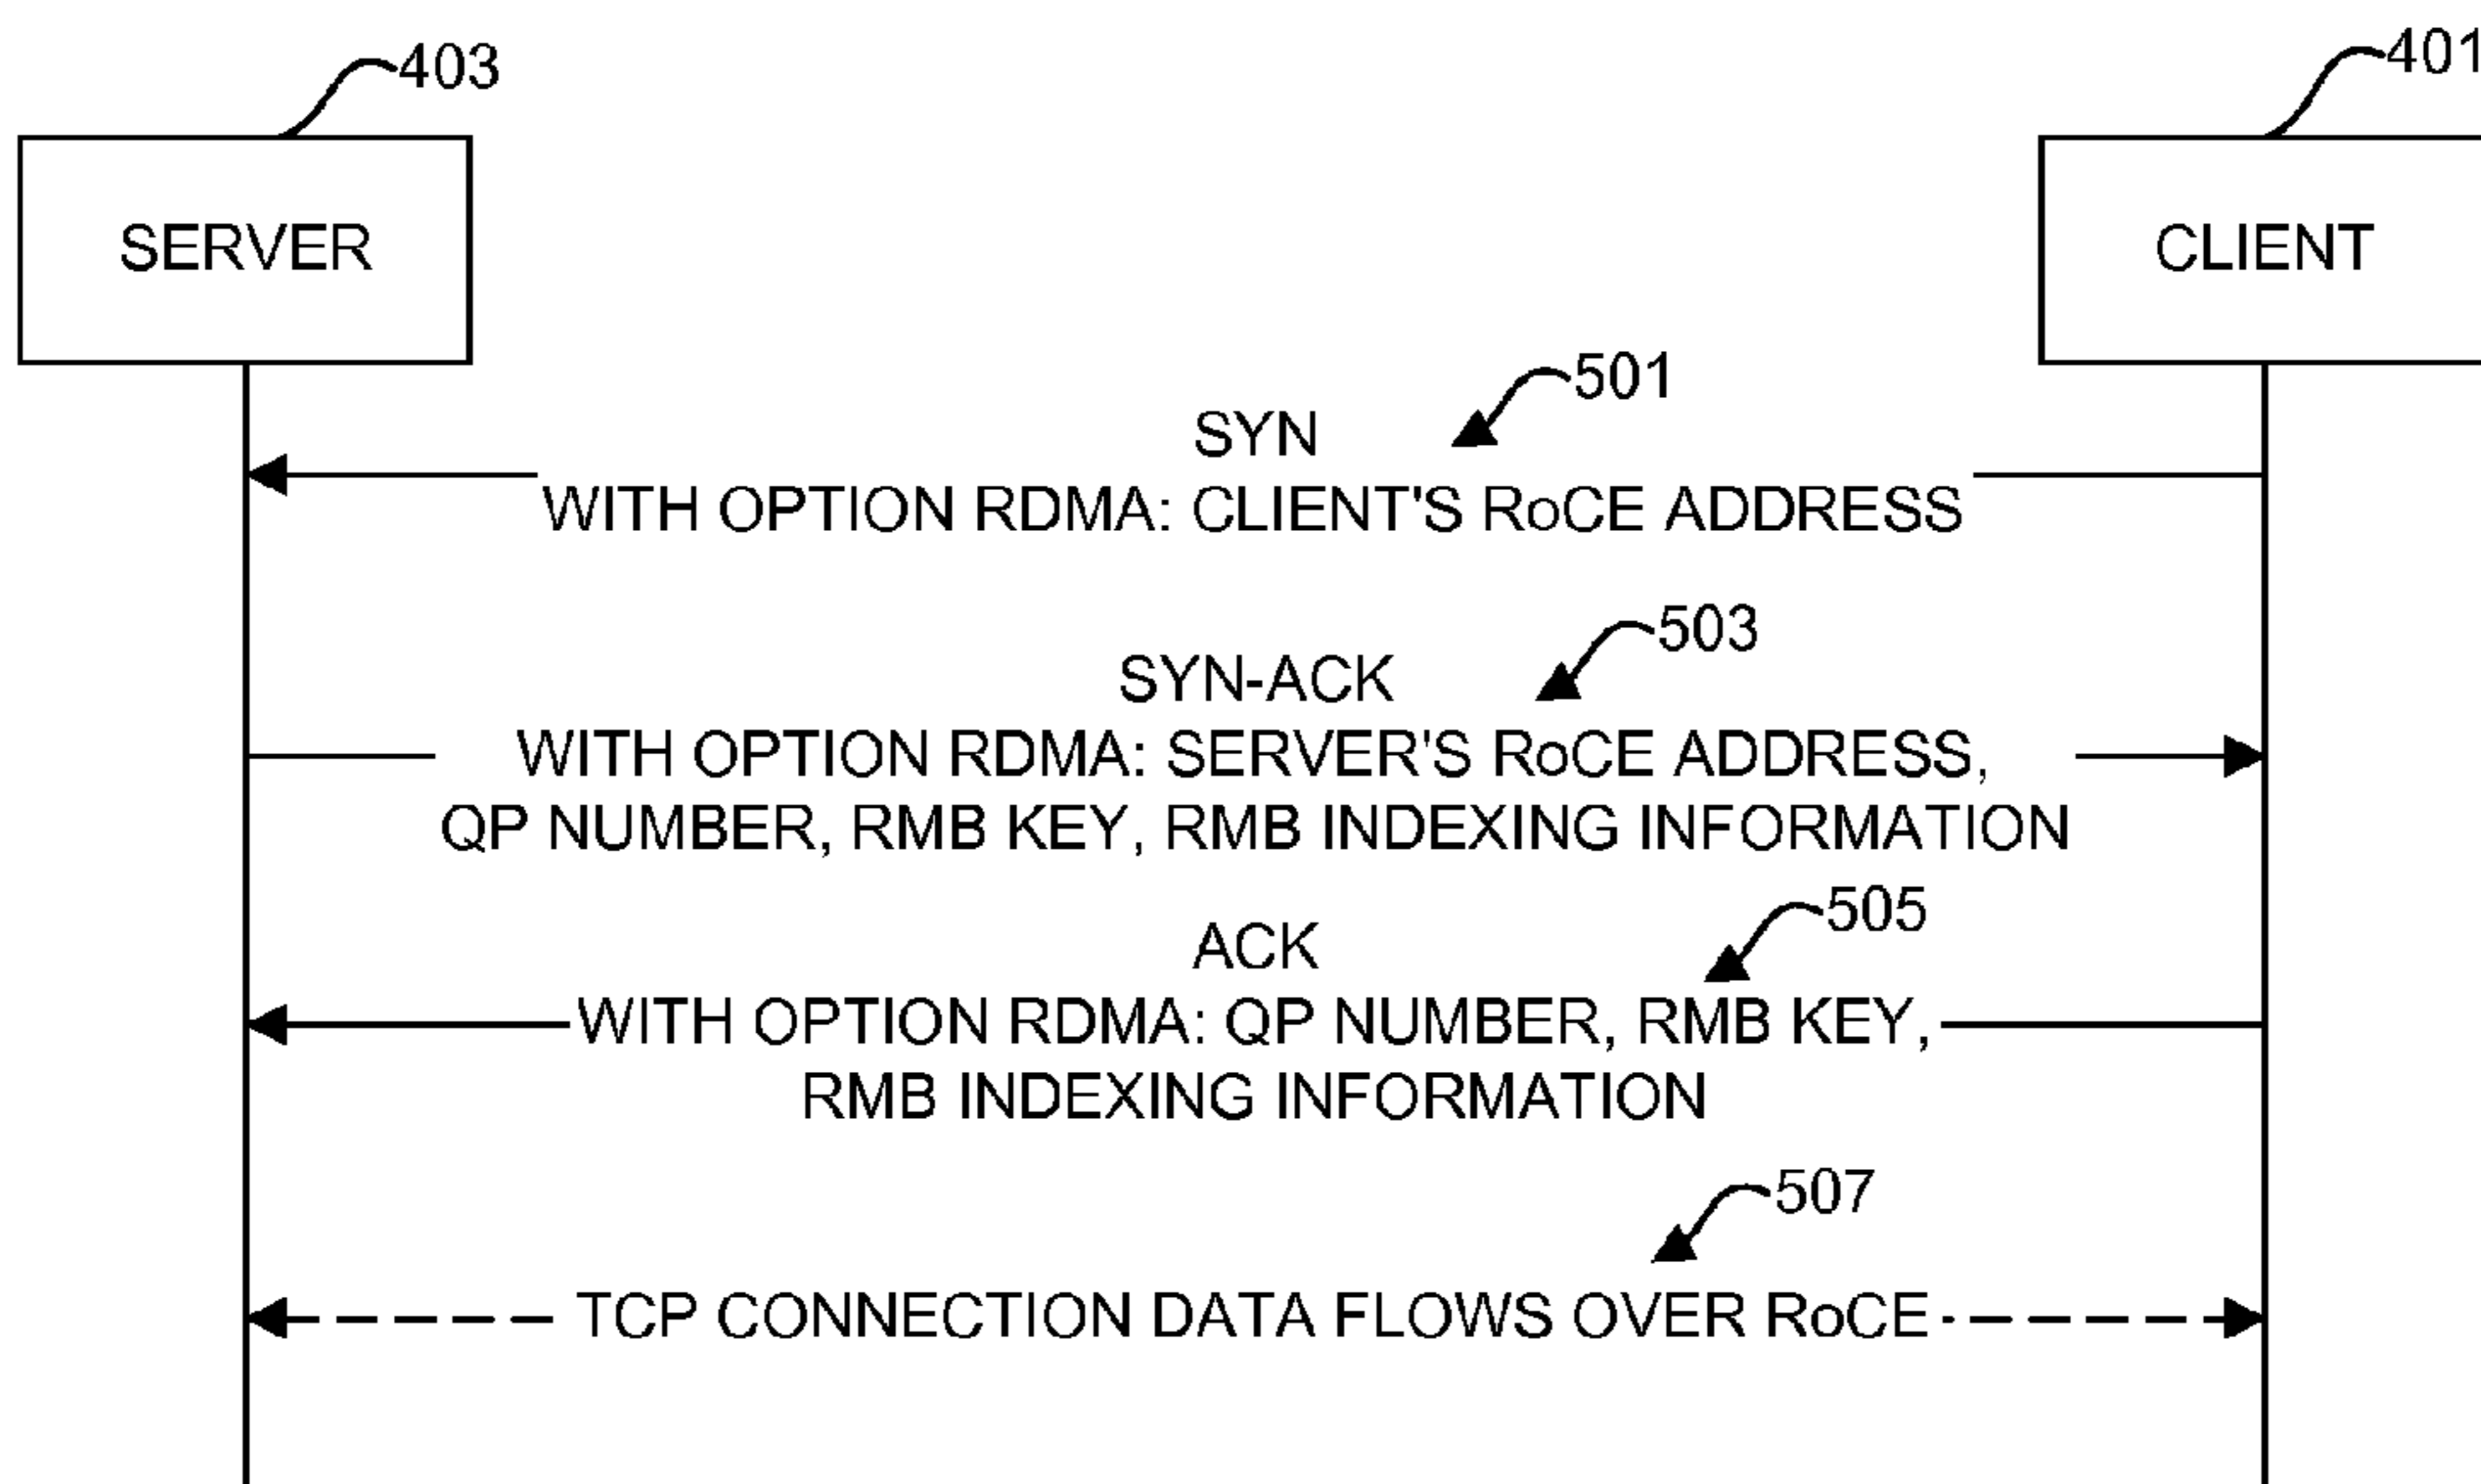 403
401
SERVER
CLIENT
501
SYN
WITH OPTION RDMA: CLIENT'S RoCE ADDRESS
503
SYN-ACK
WITH OPTION RDMA: SERVER'S RoCE ADDRESS,
QP NUMBER, RMB KEY, RMB INDEXING INFORMATION
505
ACK
WITH OPTION RDMA: QP NUMBER, RMB KEY,
RMB INDEXING INFORMATION
507
TCP CONNECTION DATA FLOWS OVER RoCE